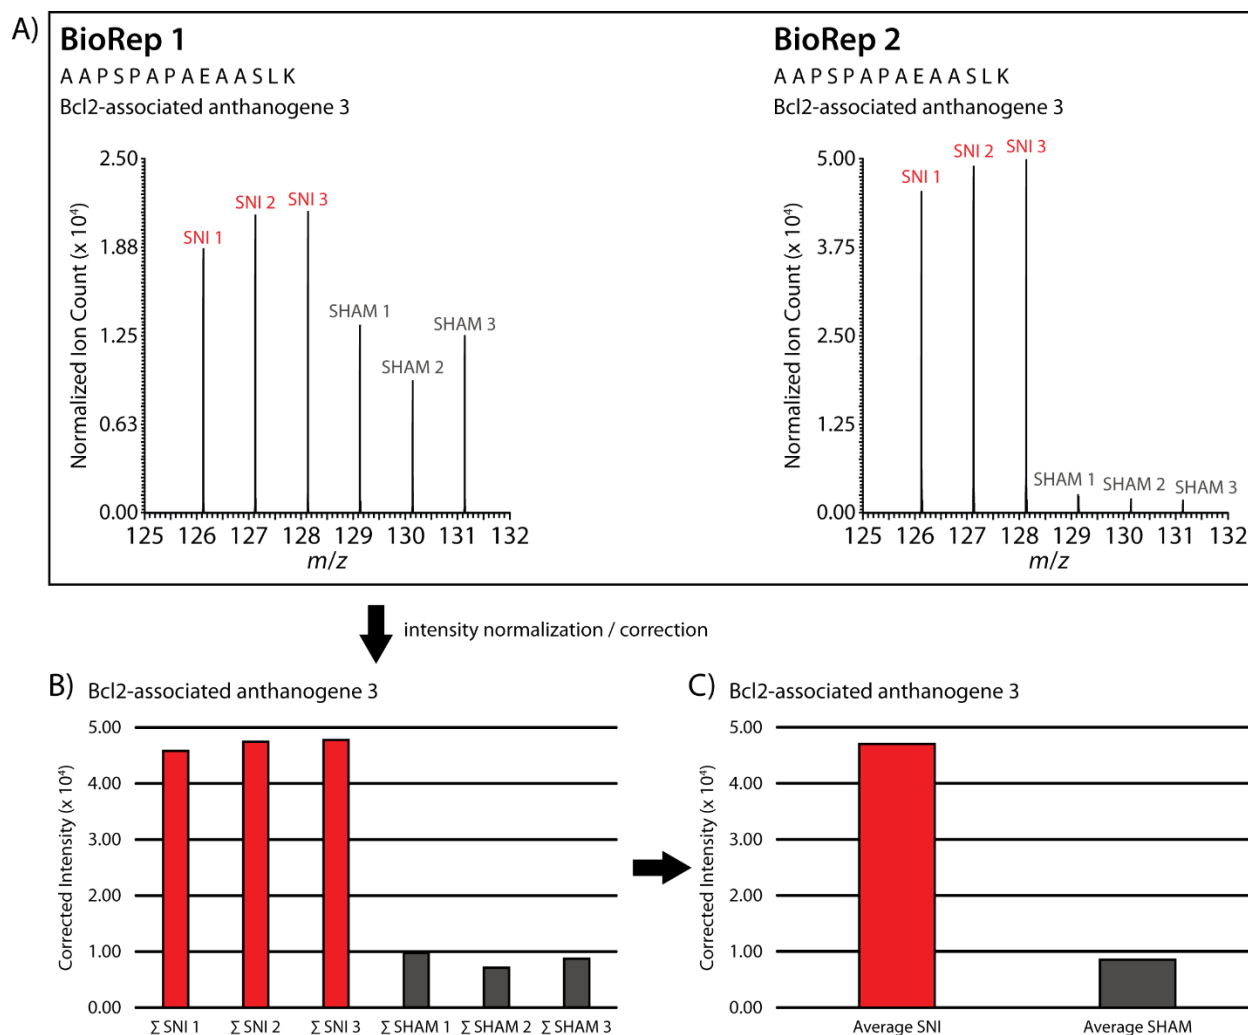 A)
BioRep 1
A A P S P A P A E A A S L K
Bcl2-associated anthanogene 3
Normalized Ion Count (x 10⁴)
2.50
1.88
1.25
0.63
0.00
SNI 1
SNI 2
SNI 3
SHAM 1
SHAM 2
SHAM 3
125 126 127 128 129 130 131 132
m/z
BioRep 2
A A P S P A P A E A A S L K
Bcl2-associated anthanogene 3
Normalized Ion Count (x 10⁴)
5.00
3.75
2.50
1.25
0.00
SNI 1
SNI 2
SNI 3
SHAM 1
SHAM 2
SHAM 3
125 126 127 128 129 130 131 132
m/z
intensity normalization / correction
B)
Bcl2-associated anthanogene 3
Corrected Intensity (x 10⁴)
5.00
4.00
3.00
2.00
1.00
0.00
∑ SNI 1 ∑ SNI 2 ∑ SNI 3 ∑ SHAM 1 ∑ SHAM 2 ∑ SHAM 3
C)
Bcl2-associated anthanogene 3
Corrected Intensity (x 10⁴)
5.00
4.00
3.00
2.00
1.00
0.00
Average SNI Average SHAM